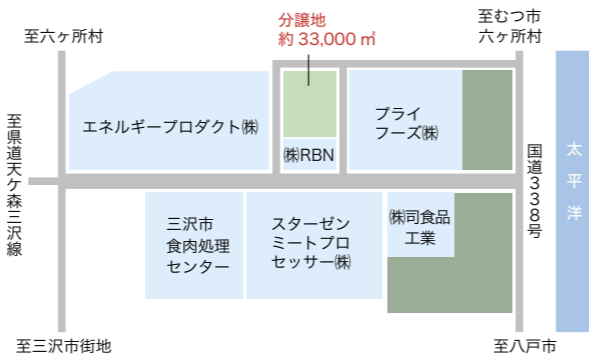 分譲地
約 33,000 ㎡
至むつ市
六ヶ所村
至六ヶ所村
エネルギープロダクト㈱
㈱RBN
プライ
フーズ㈱
至県道天ケ森三沢線
国道338号
太平洋
三沢市
食肉処理
センター
スターゼン
ミートプロ
セッサー㈱
㈱司食品
工業
至三沢市街地
至八戸市